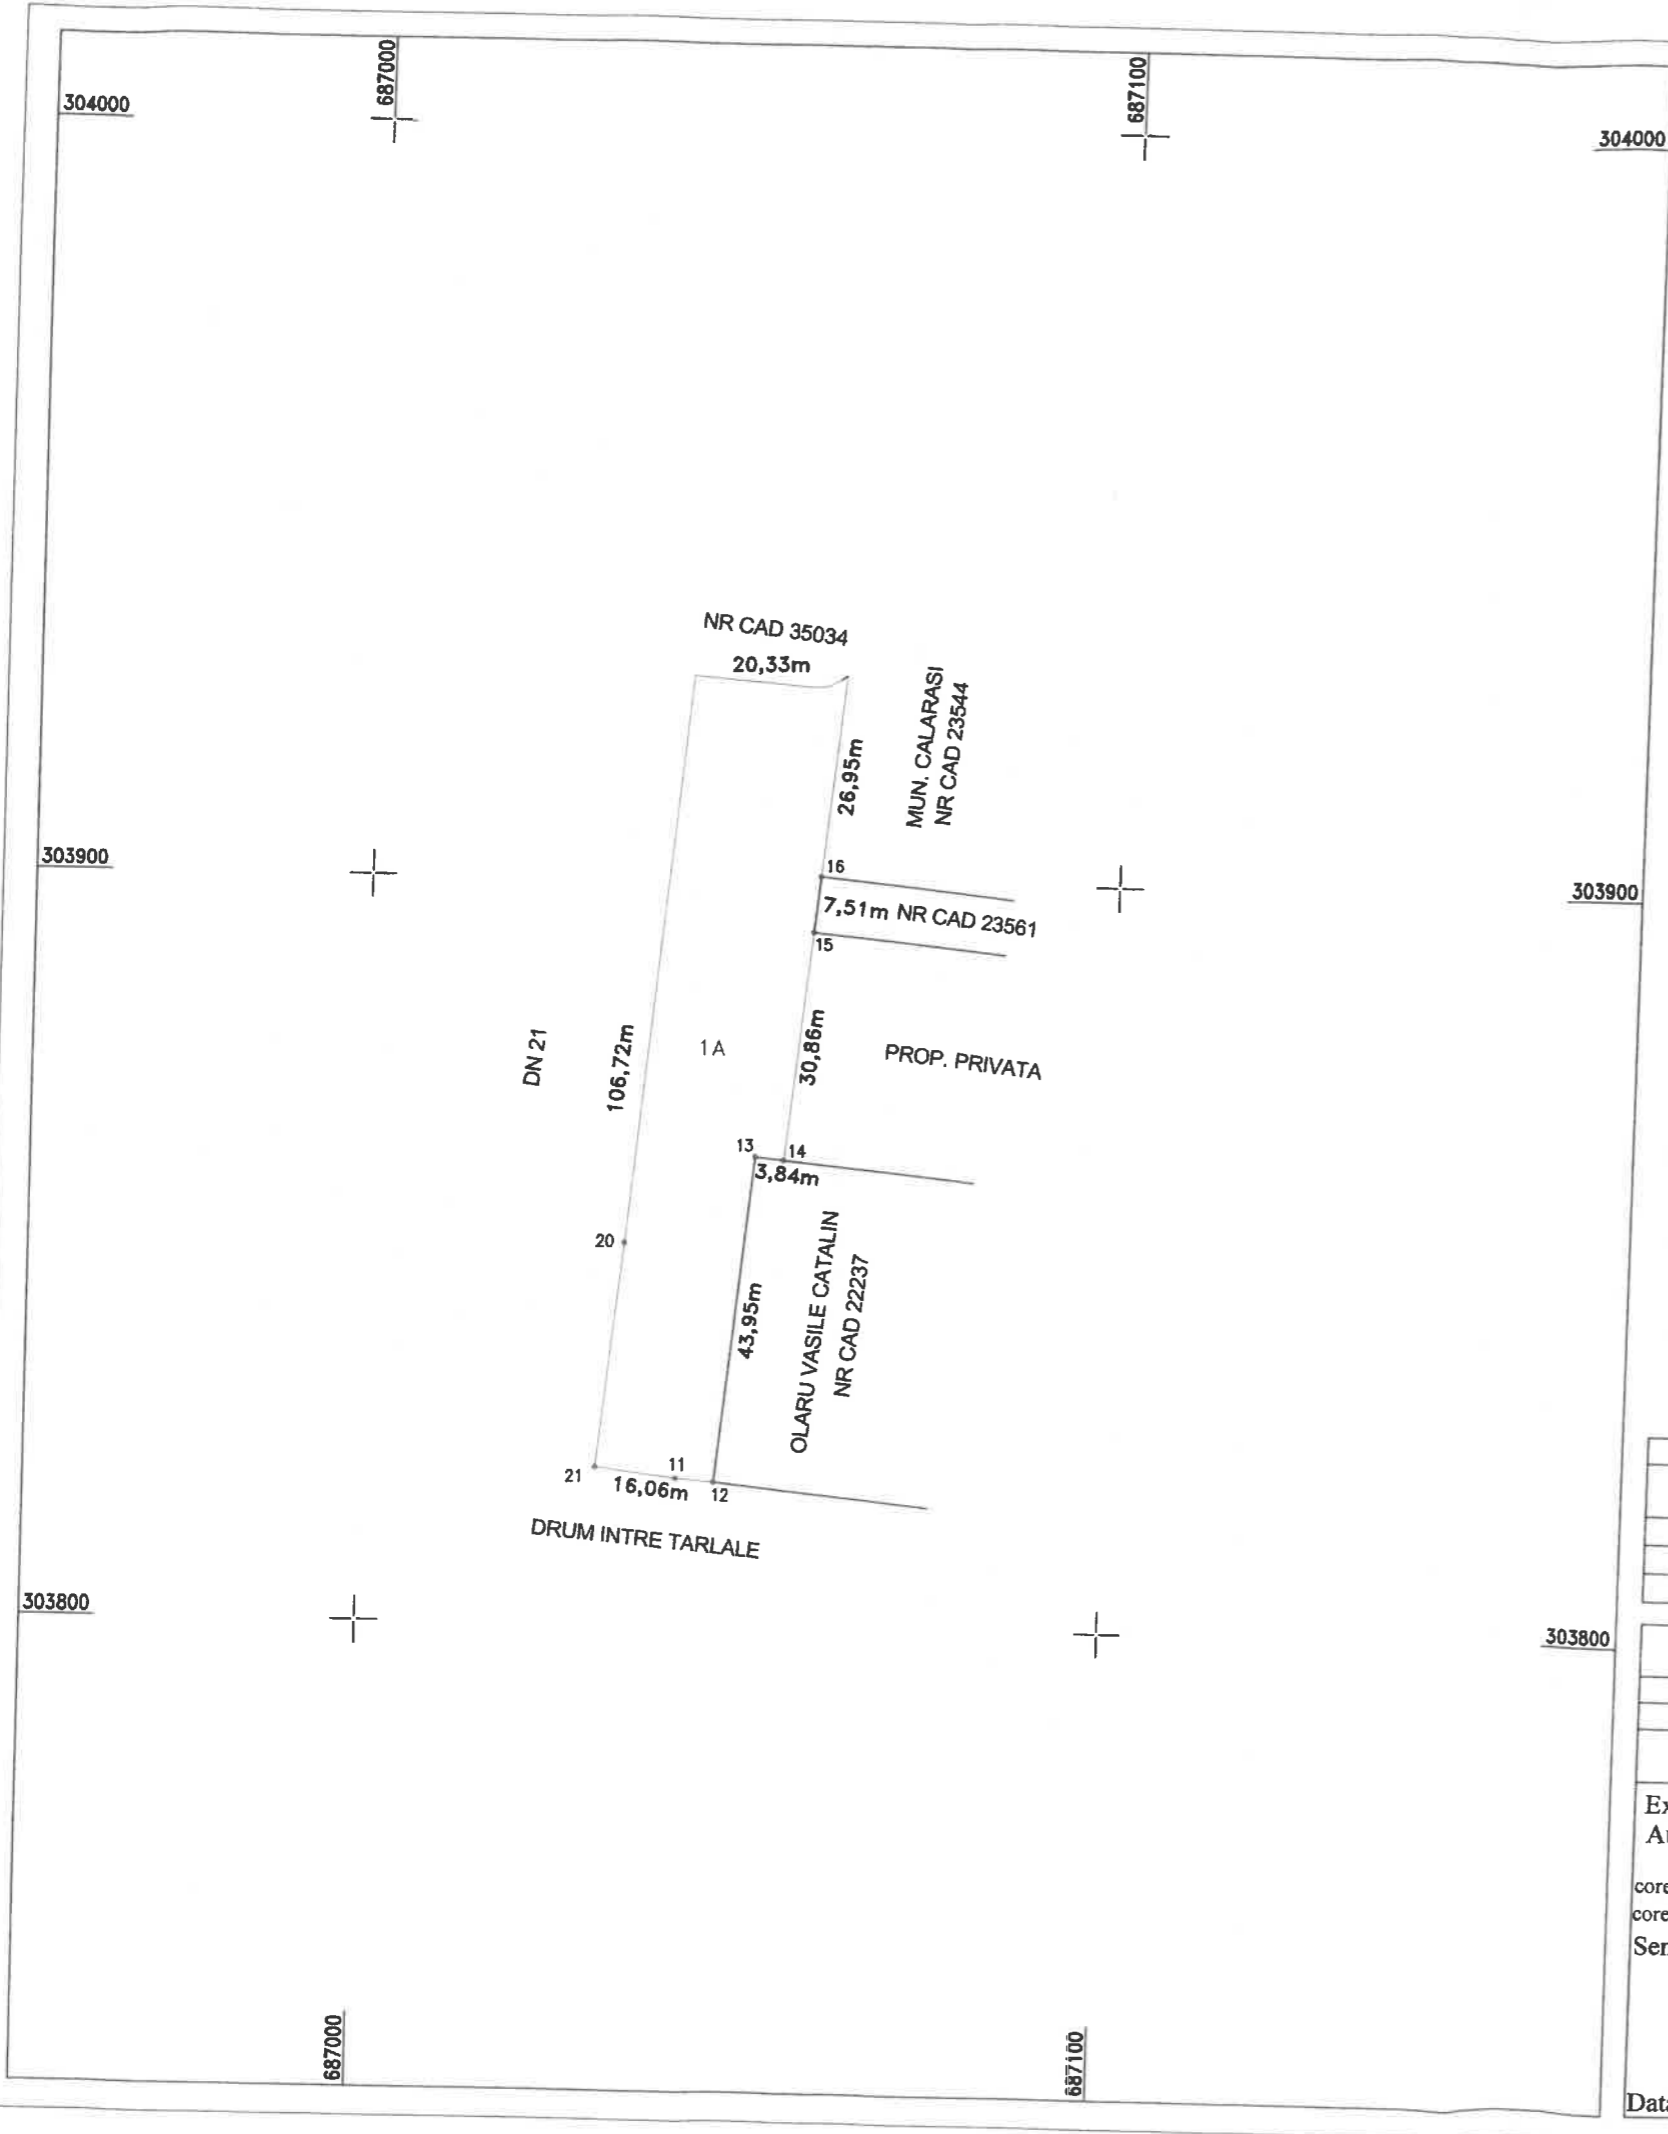 687000
687100
304000
304000
NR CAD 35034
20,33m
MUN. CALARASI
NR CAD 23544
26,95m
303900
16
303900
7,51m NR CAD 23561
15
DN 21
106,72m
1A
30,86m
PROP. PRIVATA
13
14
3,84m
20
43,95m
OLARU VASILE CATALIN
NR CAD 22237
21
11
16,06m
12
DRUM INTRE TARLALE
303800
303800
687000
687100